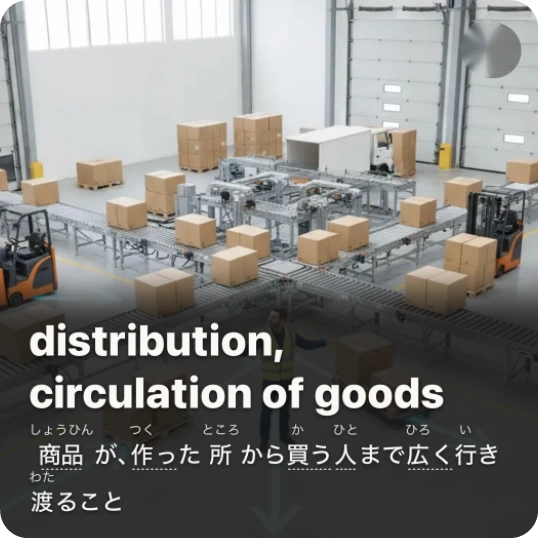 distribution,
circulation of goods
しょうひん つく ところ か ひと ひろ い
商品が、作った所から買う人まで広く行き
わた
渡ること